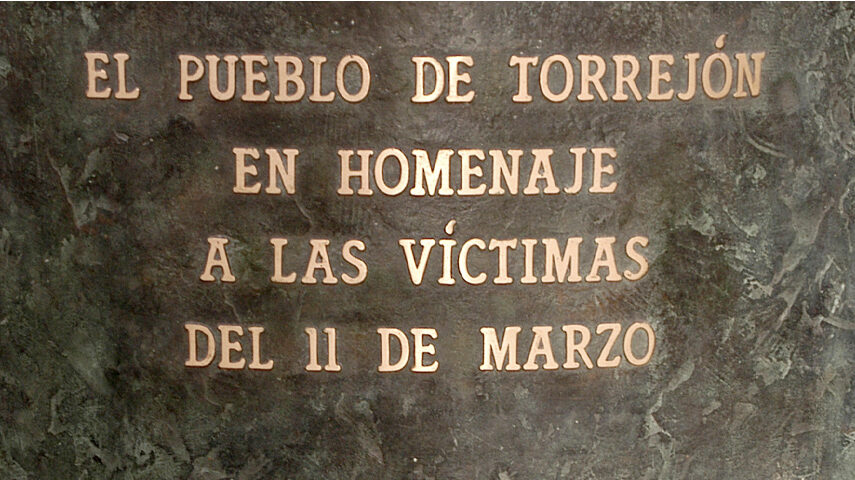 EL PUEBLO DE TORREJÓN
EN HOMENAJE
A LAS VÍCTIMAS
DEL 11 DE MARZO